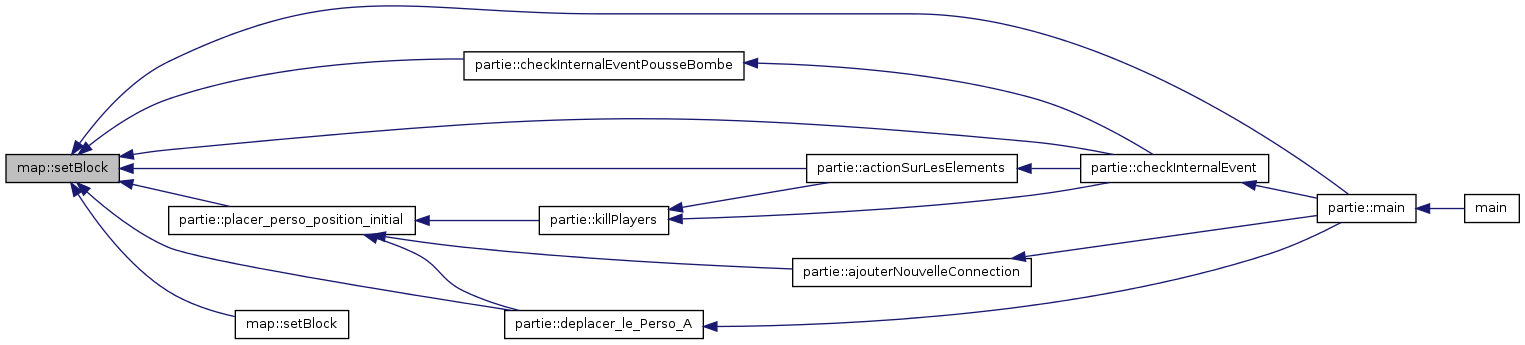 partie::checkInternalEventPousseBombe
map::setBlock
partie::actionSurLesElements
partie::checkInternalEvent
partie::placer_perso_position_initial
partie::killPlayers
partie::main
main
partie::ajouterNouvelleConnection
map::setBlock
partie::deplacer_le_Perso_A